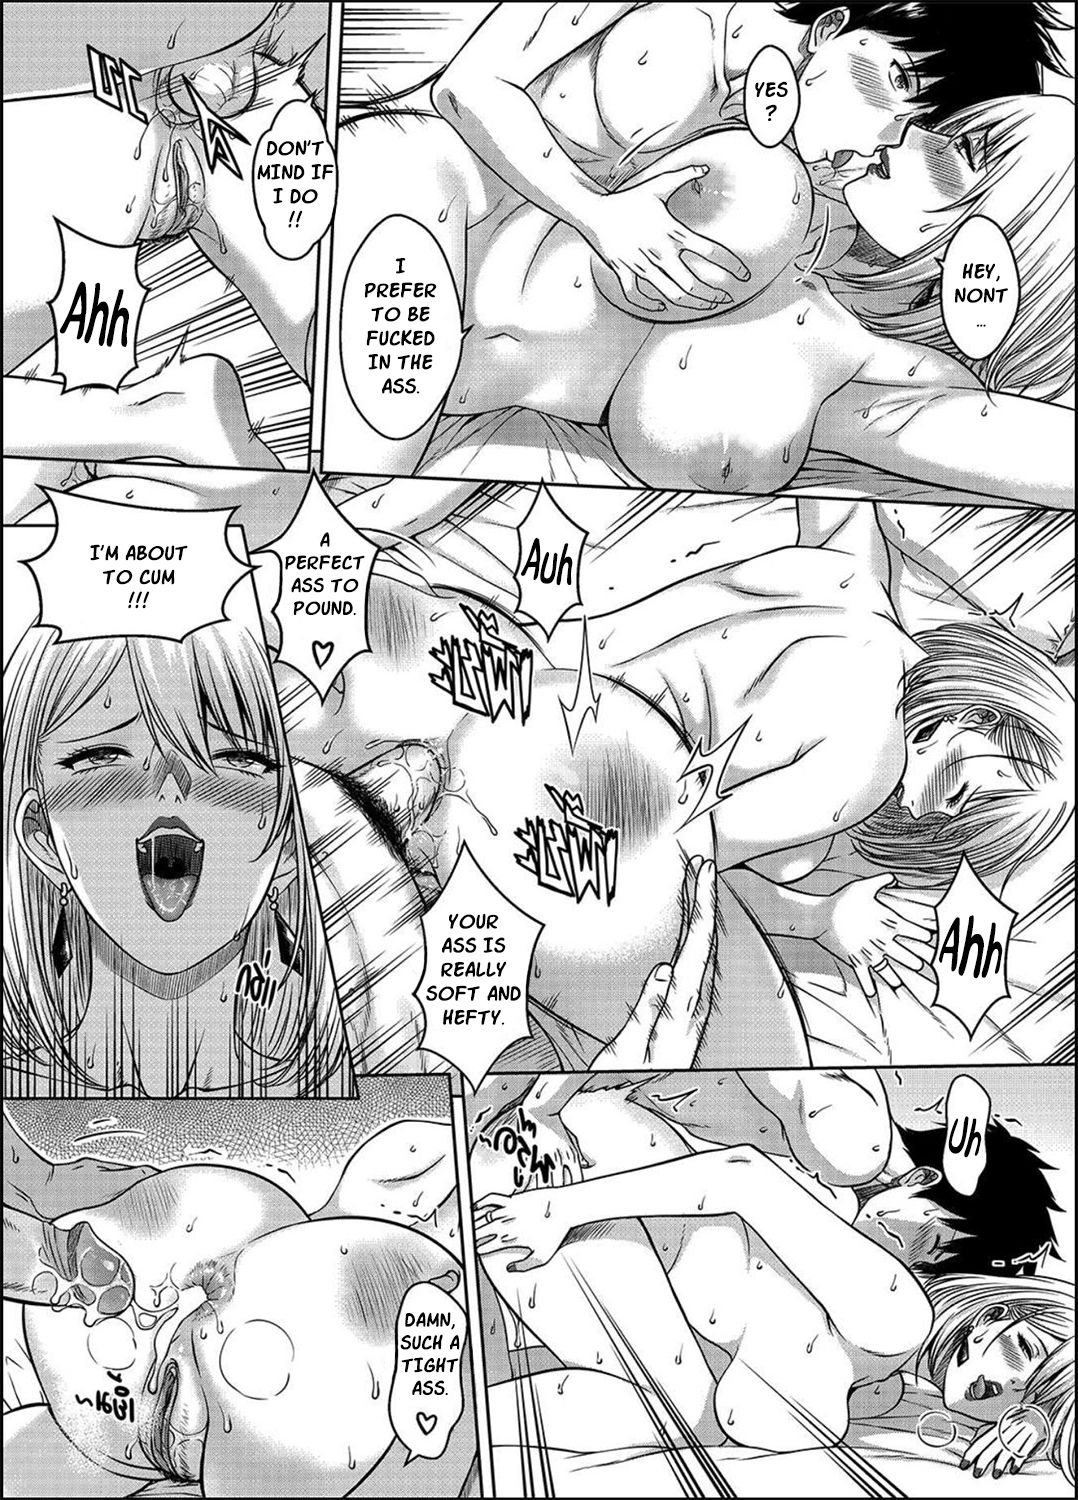 HEY,
NONT
...
YES
?
I
PREFER
TO BE
FUCKED
IN THE
ASS.
DON'T
MIND IF
I DO
!!
Ahh
Auh
A
PERFECT
ASS TO
POUND.
♡
Ahh
YOUR
ASS IS
REALLY
SOFT AND
HEFTY.
I'M ABOUT
TO CUM
!!!
Uh
DAMN,
SUCH A
TIGHT
ASS.
♡